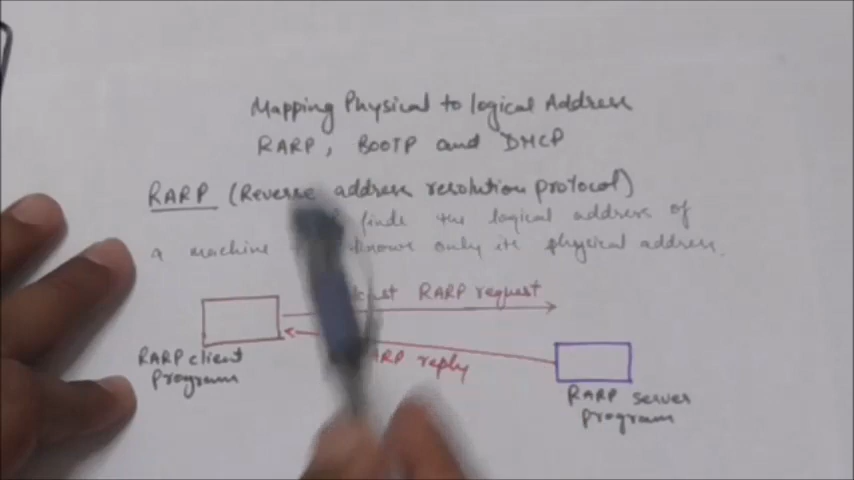 Mapping Physical to logical Address
RARP, BOOTP and DHCP
RARP (Reverse address resolution protocol)
finds the logical address of
a machine knows only its physical address.
RARP request
RARP client
program
reply
RARP server
program